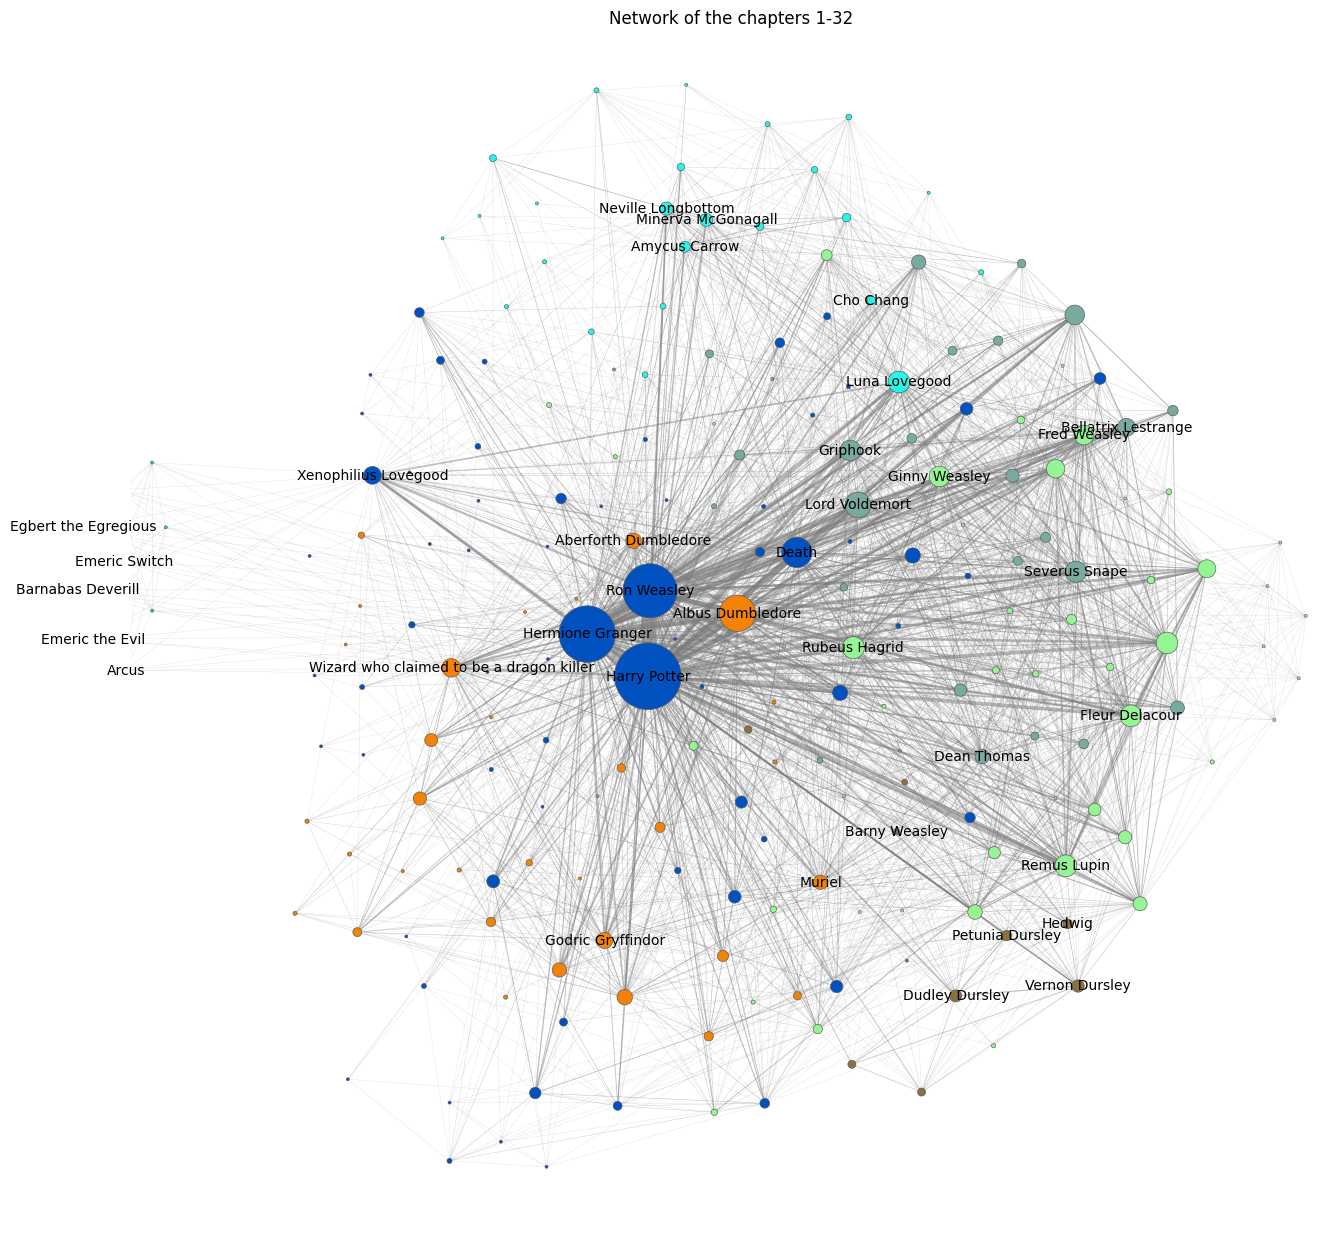 Network of the chapters 1-32
Neville Longbottom
Minerva McGonagall
Amycus Carrow
Cho Chang
Luna Lovegood
Bellatrix Lestrange
Fred Weasley
Griphook
Xenophilius Lovegood
Ginny Weasley
Lord Voldemort
Egbert the Egregious
Aberforth Dumbledore
Death
Emeric Switch
Severus Snape
Barnabas Deverill
Ron Weasley
Albus Dumbledore
Hermione Granger
Emeric the Evil
Rubeus Hagrid
Wizard who claimed to be a dragon killer
Arcus
Harry Potter
Fleur Delacour
Dean Thomas
Barny Weasley
Remus Lupin
Muriel
Hedwig
Petunia Dursley
Godric Gryffindor
Vernon Dursley
Dudley Dursley